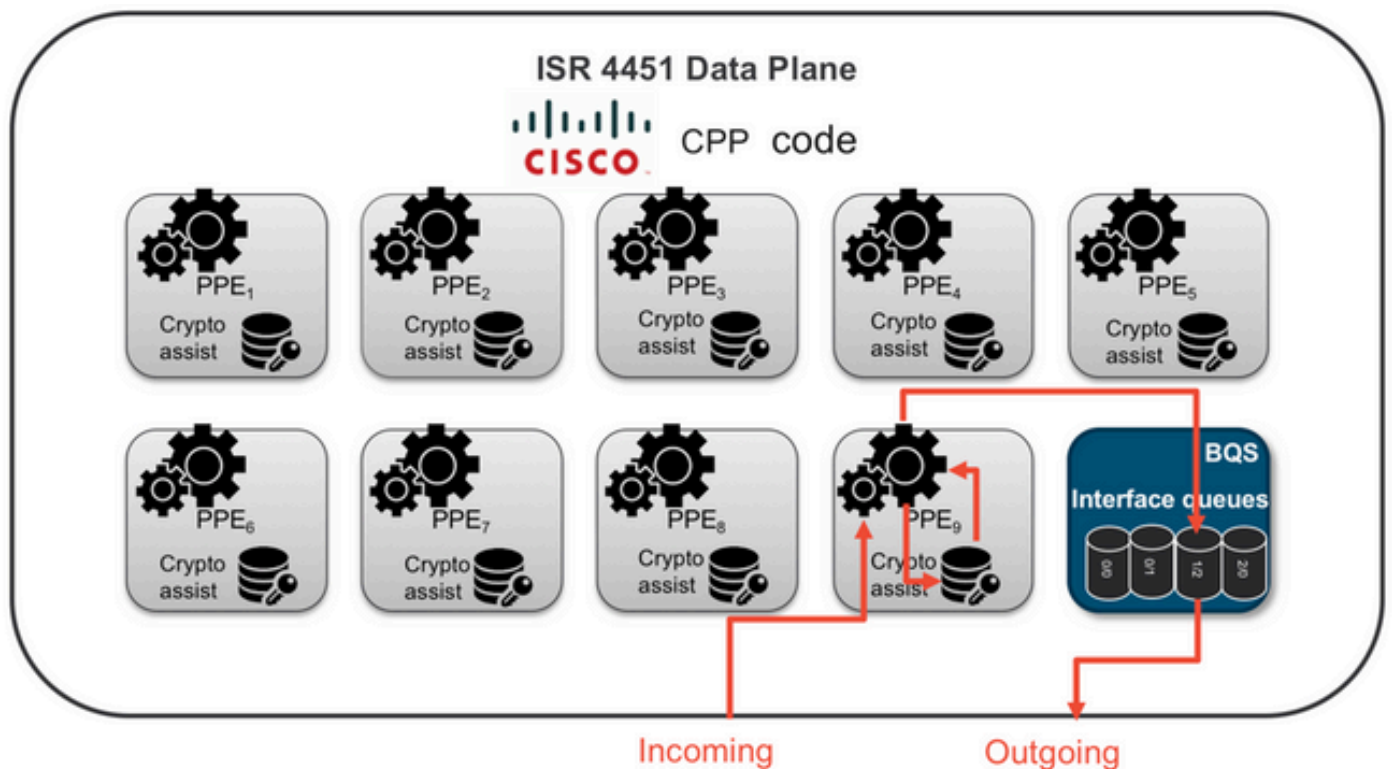 ISR 4451 Data Plane
CISCO CPP code
PPE1
Crypto
assist
PPE2
Crypto
assist
PPE3
Crypto
assist
PPE4
Crypto
assist
PPE5
Crypto
assist
PPE6
Crypto
assist
PPE7
Crypto
assist
PPE8
Crypto
assist
PPE9
Crypto
assist
BQS
Interface queues
0/0
0/1
1/2
2/0
Incoming
Outgoing